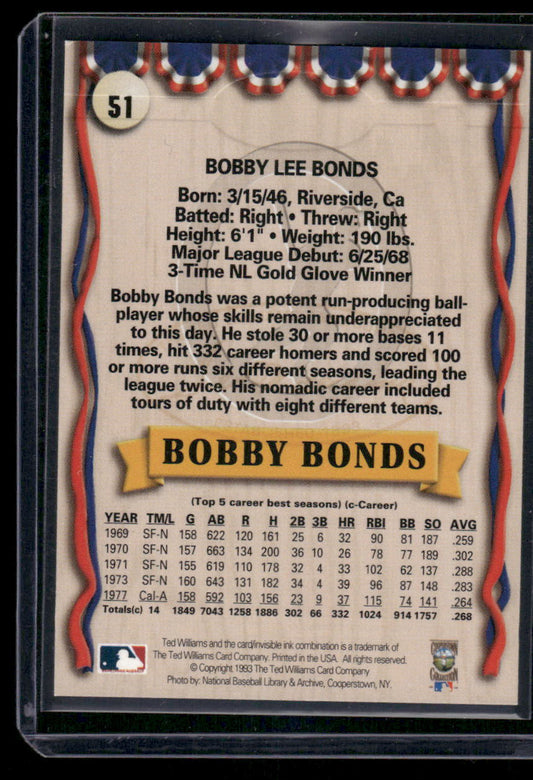 51
BOBBY LEE BONDS
Born: 3/15/46, Riverside, Ca
Batted: Right • Threw: Right
Height: 6'1" • Weight: 190 lbs.
Major League Debut: 6/25/68
3-Time NL Gold Glove Winner
Bobby Bonds was a potent run-producing ball-
player whose skills remain underappreciated
to this day. He stole 30 or more bases 11
times, hit 332 career homers and scored 100
or more runs six different seasons, leading the
league twice. His nomadic career included
tours of duty with eight different teams.
BOBBY BONDS
(Top 5 career best seasons) (c-Career)
YEAR TM/L G AB R H 2B 3B HR RBI BB SO AVG
1969 SF-N 158 622 120 161 25 6 32 90 81 187 .259
1970 SF-N 157 663 134 200 36 10 26 78 77 189 .302
1971 SF-N 155 619 110 178 32 4 33 102 62 137 .288
1973 SF-N 160 643 131 182 34 4 39 96 87 148 .283
1977 Cal-A 158 592 103 156 23 9 37 115 74 141 .264
Totals(c) 14 1849 7043 1258 1886 302 66 332 1024 914 1757 .268
Ted Williams and the card/invisible ink combination is a trademark of
The Ted Williams Card Company. Printed in the USA. All rights reserved.
© Copyright 1993 The Ted Williams Card Company
Photo by: National Baseball Library & Archive, Cooperstown, NY.